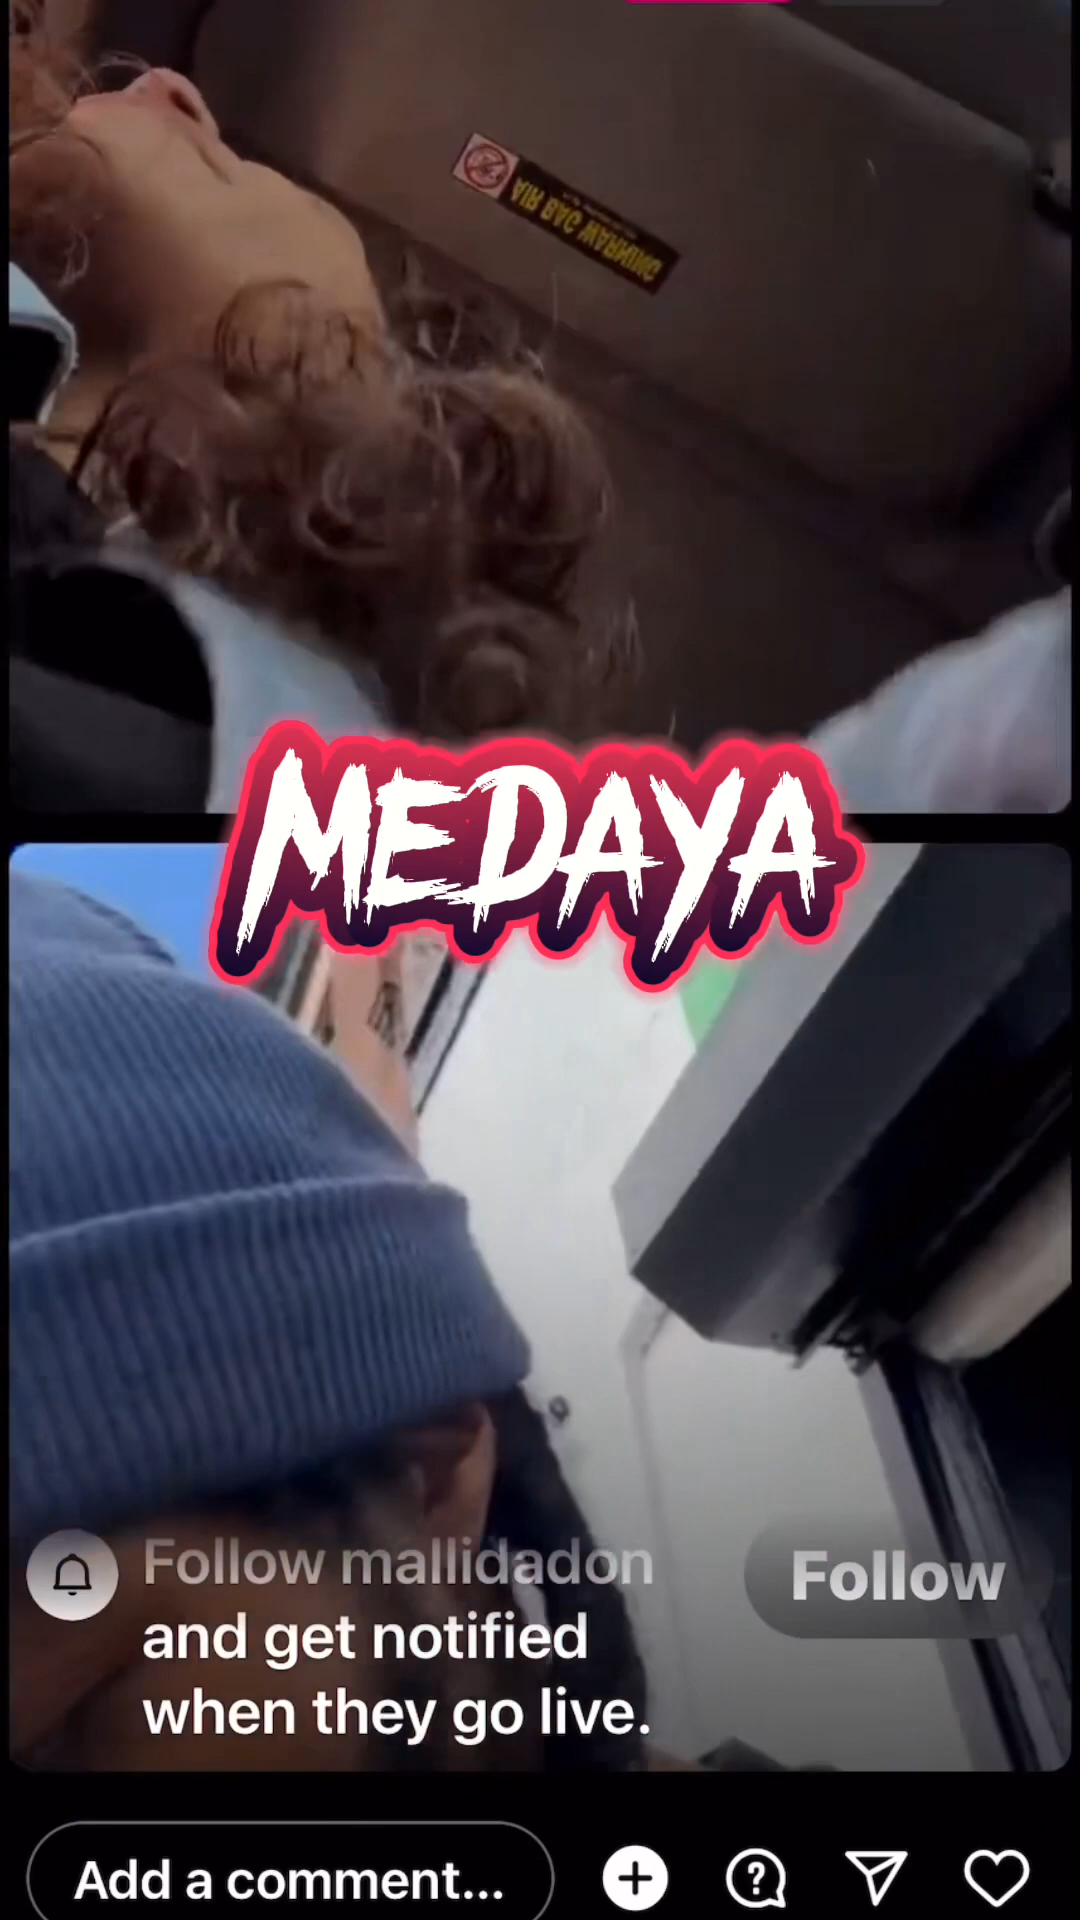 AIR BAG WARNING
MEDAYA
Follow mallidadon
and get notified
when they go live.
Follow
Add a comment...